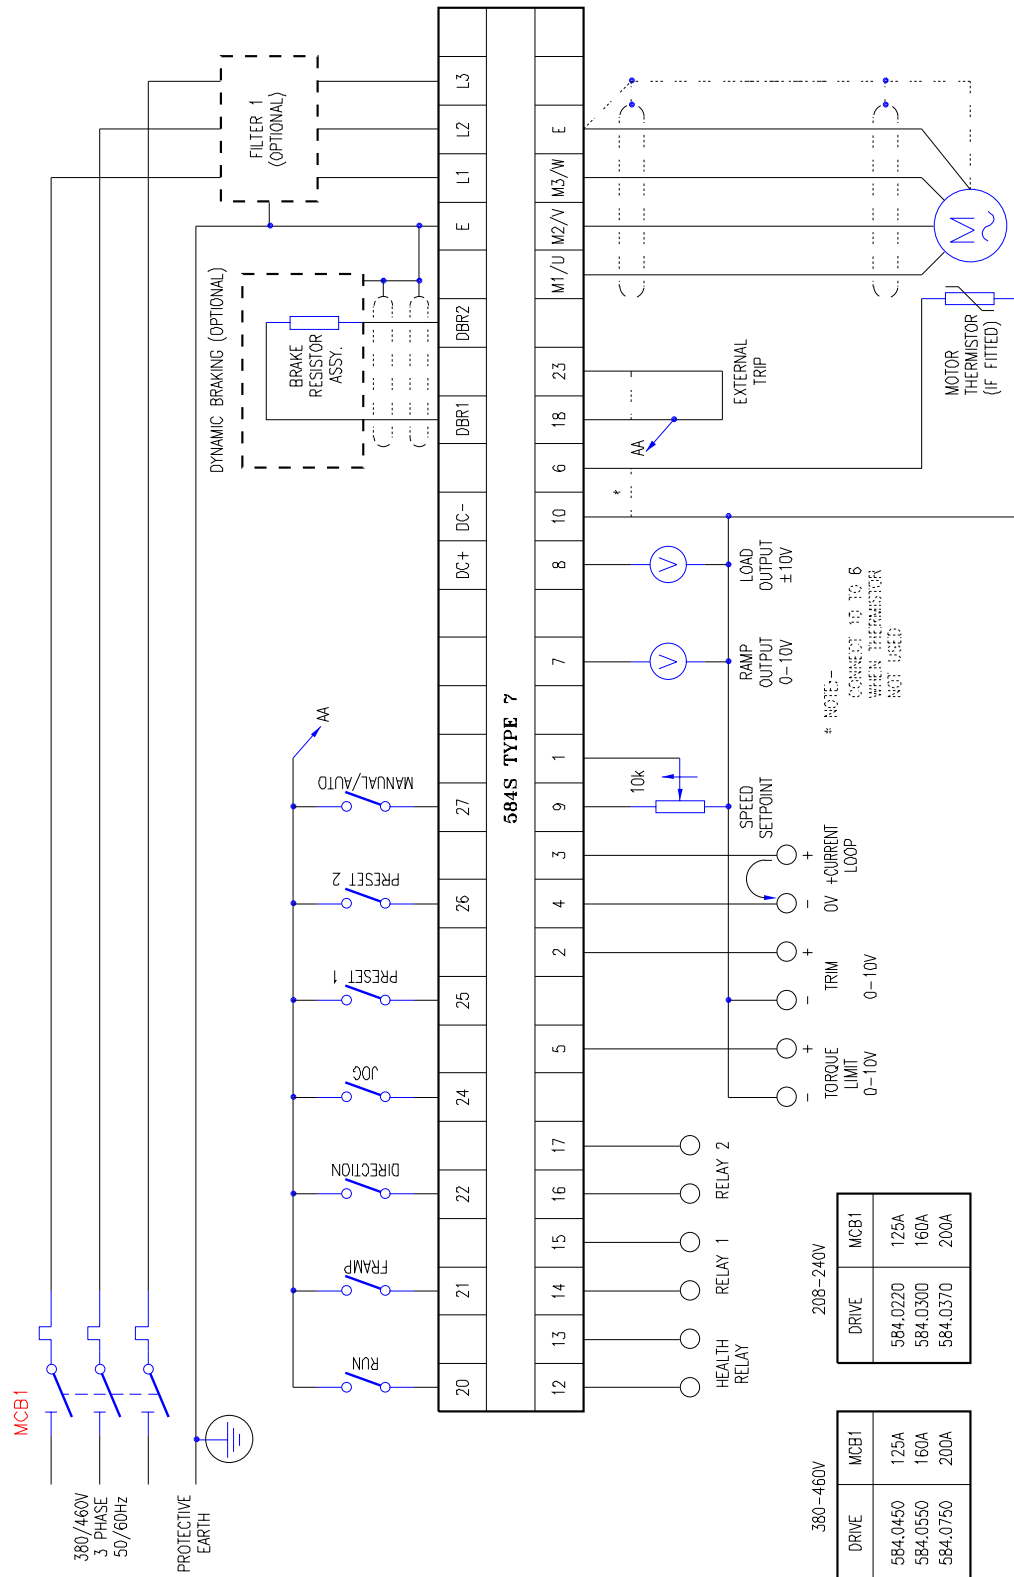 MCB1
380/460V
3 PHASE
50/60Hz
PROTECTIVE
EARTH
FILTER 1
(OPTIONAL)
DYNAMIC BRAKING (OPTIONAL)
BRAKE
RESISTOR
ASSY.
RUN
FRAMP
DIRECTION
JOG
PRESET 1
PRESET 2
MANUAL/AUTO
AA
20
21
22
24
25
26
27
DC+
DC-
DBR1
DBR2
E
L1
L2
L3
584S TYPE 7
12
13
14
15
16
17
5
2
4
3
9
1
7
8
10
6
18
23
M1/U
M2/V
M3/W
E
HEALTH
RELAY
RELAY 1
RELAY 2
- +
TORQUE
LIMIT
0-10V
- +
TRIM
0-10V
- +
0V +CURRENT
LOOP
10k
SPEED
SETPOINT
V
RAMP
OUTPUT
0-10V
V
LOAD
OUTPUT
±10V
*
AA
EXTERNAL
TRIP
M
MOTOR
THERMISTOR
(IF FITTED)
* NOTE:-
CONNECT 10 TO 6
WHEN THERMISTOR
NOT USED
380-460V
DRIVE MCB1
584.0450 125A
584.0550 160A
584.0750 200A
208-240V
DRIVE MCB1
584.0220 125A
584.0300 160A
584.0370 200A